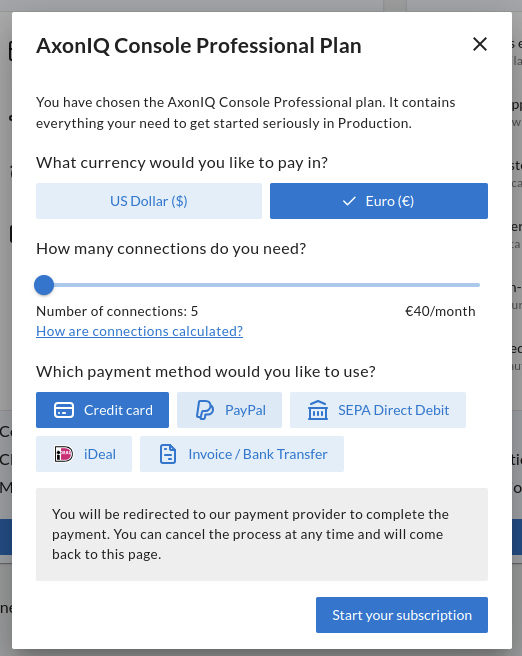 AxonIQ Console Professional Plan
You have chosen the AxonIQ Console Professional plan. It contains
everything your need to get started seriously in Production.
What currency would you like to pay in?
US Dollar ($)
Euro (€)
How many connections do you need?
Number of connections: 5
€40/month
How are connections calculated?
Which payment method would you like to use?
Credit card
PayPal
SEPA Direct Debit
iDeal
Invoice / Bank Transfer
You will be redirected to our payment provider to complete the
payment. You can cancel the process at any time and will come
back to this page.
Start your subscription